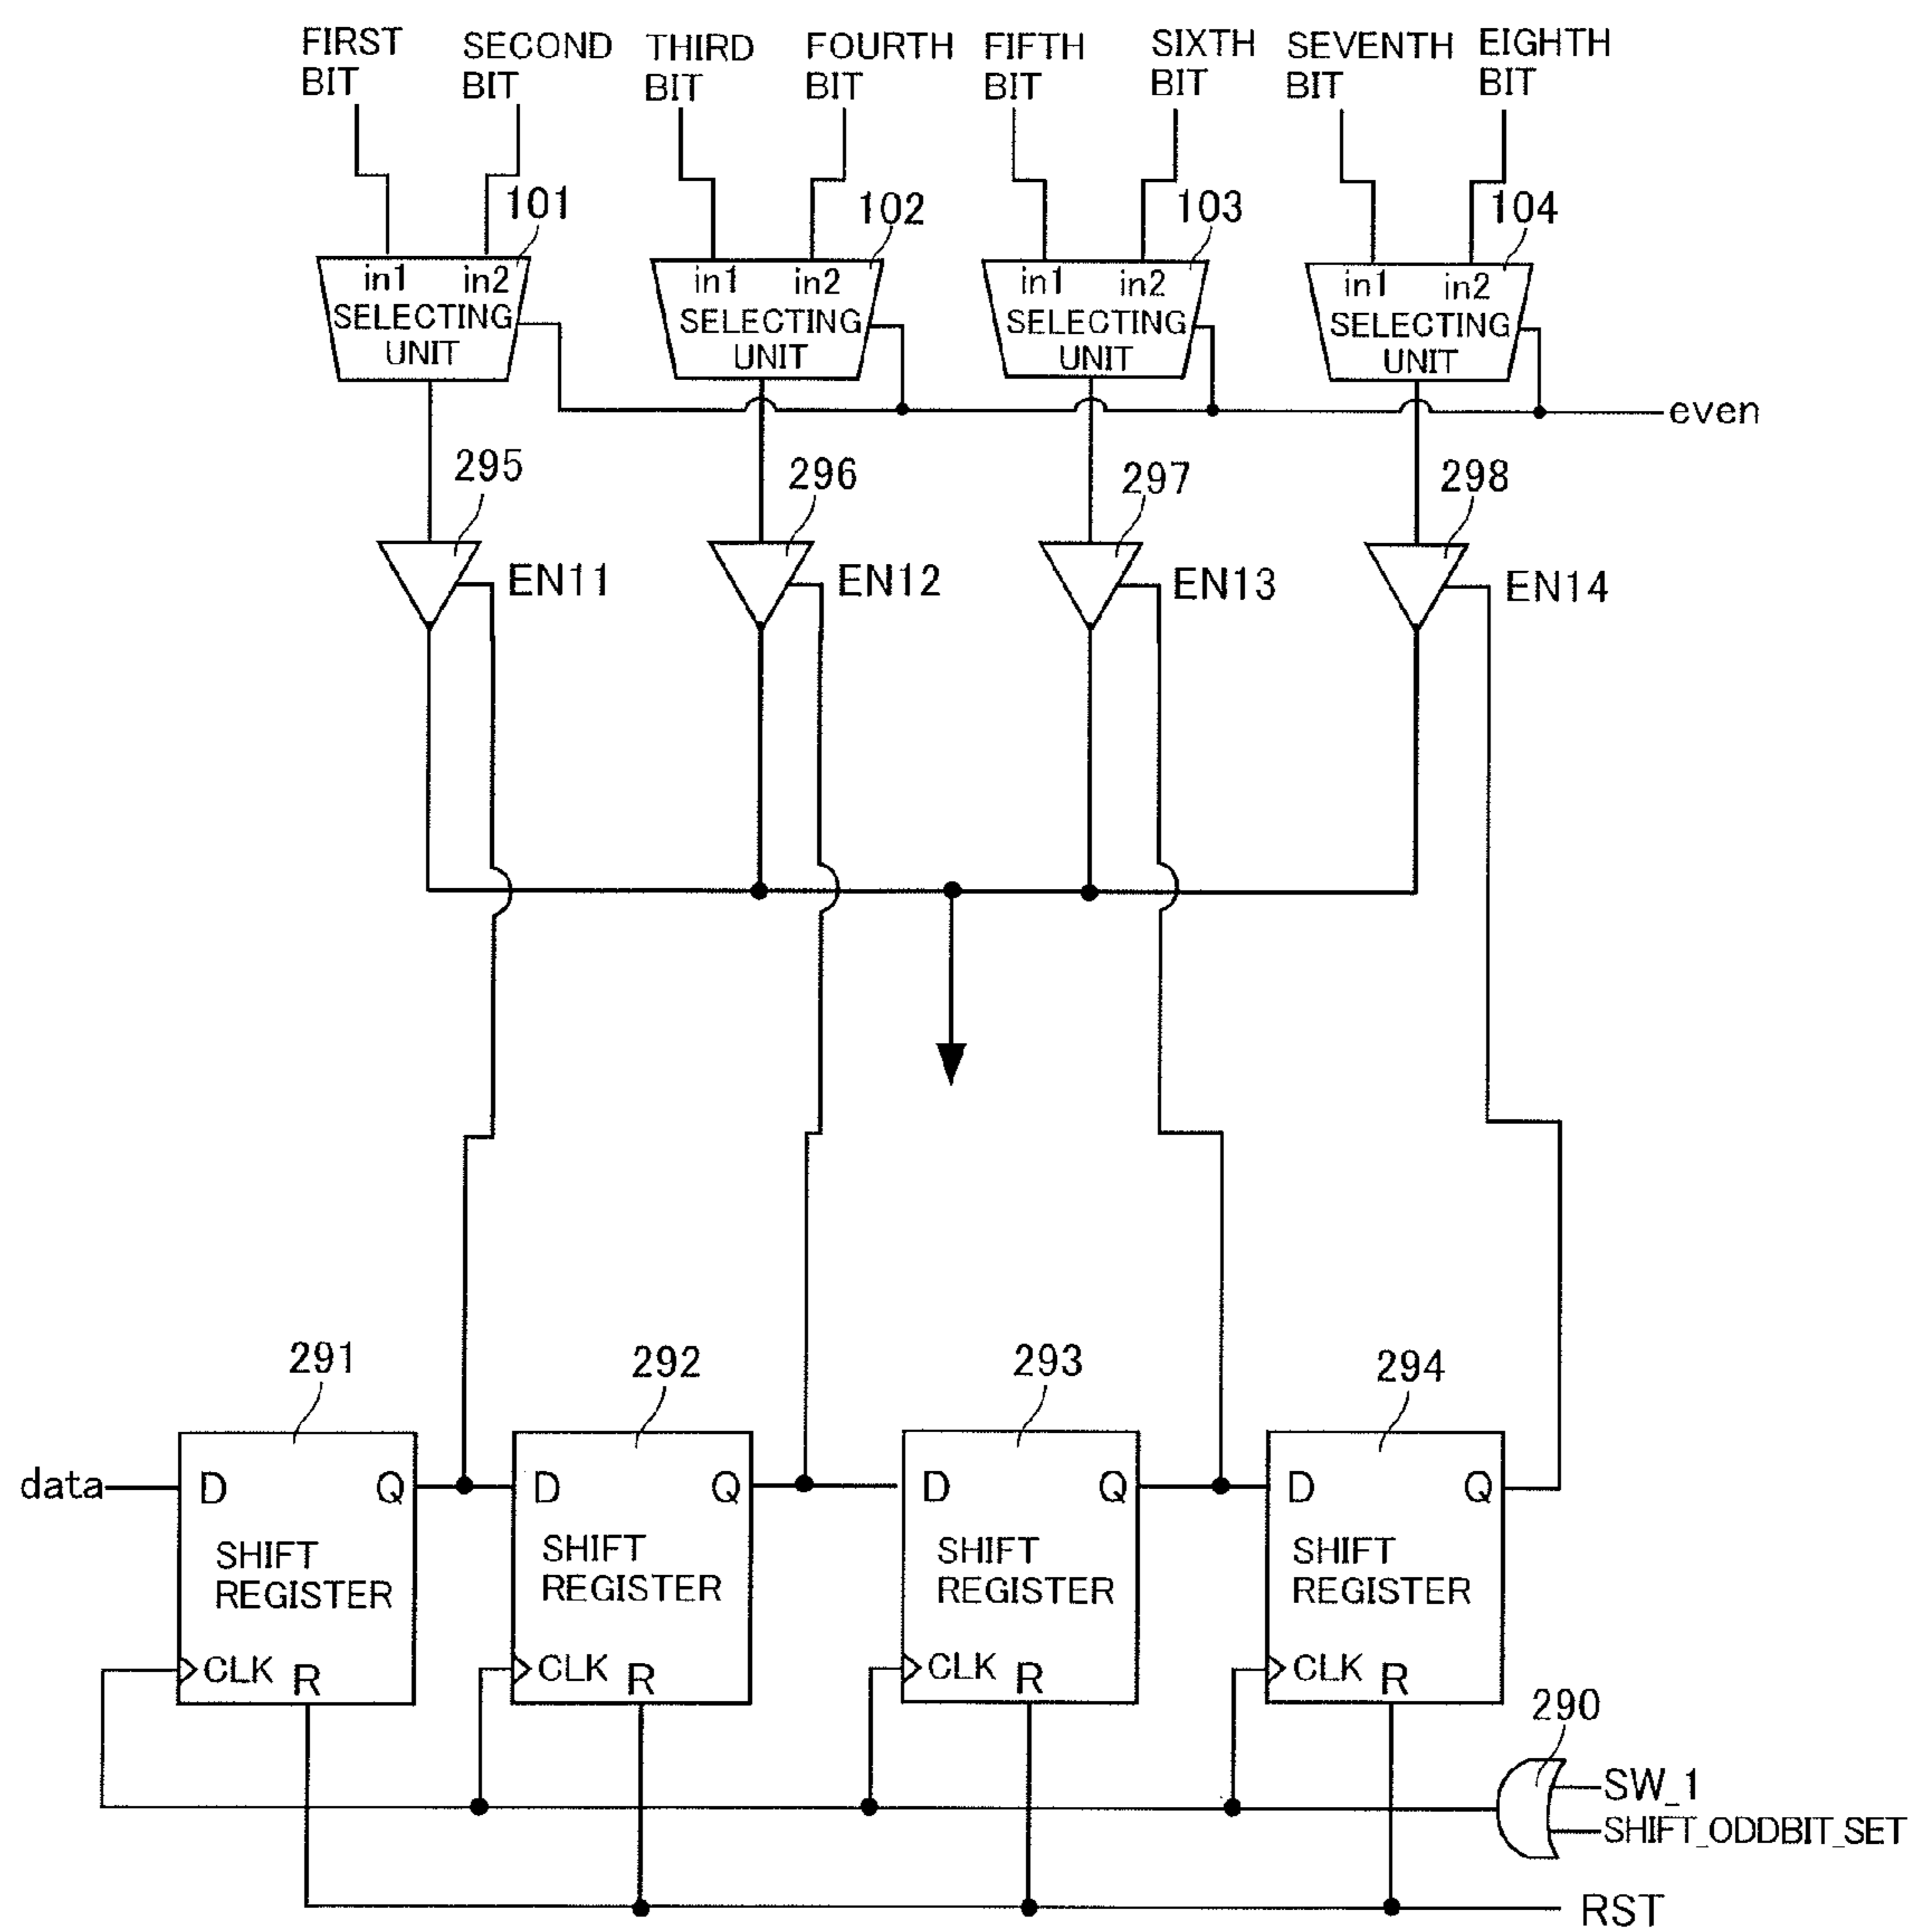 FIRST BIT
SECOND BIT
THIRD BIT
FOURTH BIT
FIFTH BIT
SIXTH BIT
SEVENTH BIT
EIGHTH BIT
101
102
103
104
in1 in2
SELECTING
UNIT
in1 in2
SELECTING
UNIT
in1 in2
SELECTING
UNIT
in1 in2
SELECTING
UNIT
even
295
296
297
298
EN11
EN12
EN13
EN14
291
292
293
294
data
D Q
SHIFT
REGISTER
CLK R
D Q
SHIFT
REGISTER
CLK R
D Q
SHIFT
REGISTER
CLK R
D Q
SHIFT
REGISTER
CLK R
290
SW_1
SHIFT_ODDBIT_SET
RST